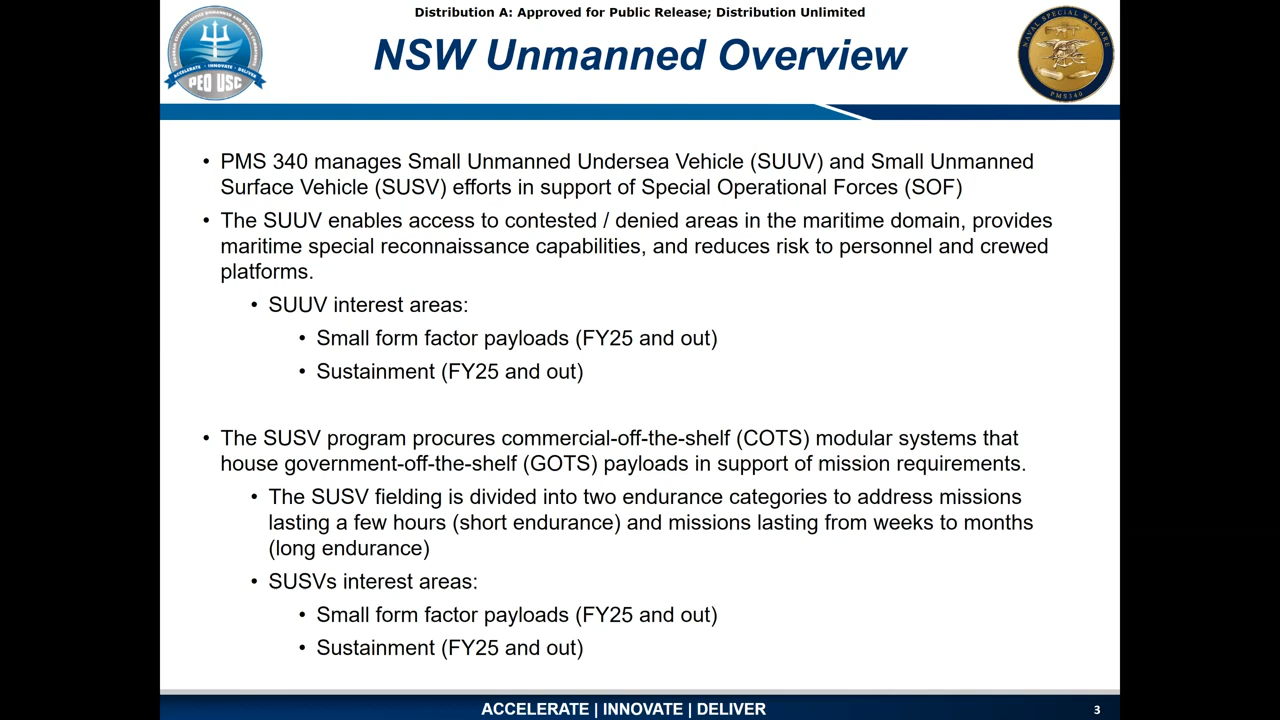 Distribution A: Approved for Public Release; Distribution Unlimited
NSW Unmanned Overview
ACCELERATE · INNOVATE · DELIVER
PEO USC
NAVAL SPECIAL WARFARE
PMS340
• PMS 340 manages Small Unmanned Undersea Vehicle (SUUV) and Small Unmanned
Surface Vehicle (SUSV) efforts in support of Special Operational Forces (SOF)
• The SUUV enables access to contested / denied areas in the maritime domain, provides
maritime special reconnaissance capabilities, and reduces risk to personnel and crewed
platforms.
• SUUV interest areas:
• Small form factor payloads (FY25 and out)
• Sustainment (FY25 and out)
• The SUSV program procures commercial-off-the-shelf (COTS) modular systems that
house government-off-the-shelf (GOTS) payloads in support of mission requirements.
• The SUSV fielding is divided into two endurance categories to address missions
lasting a few hours (short endurance) and missions lasting from weeks to months
(long endurance)
• SUSVs interest areas:
• Small form factor payloads (FY25 and out)
• Sustainment (FY25 and out)
ACCELERATE | INNOVATE | DELIVER
3